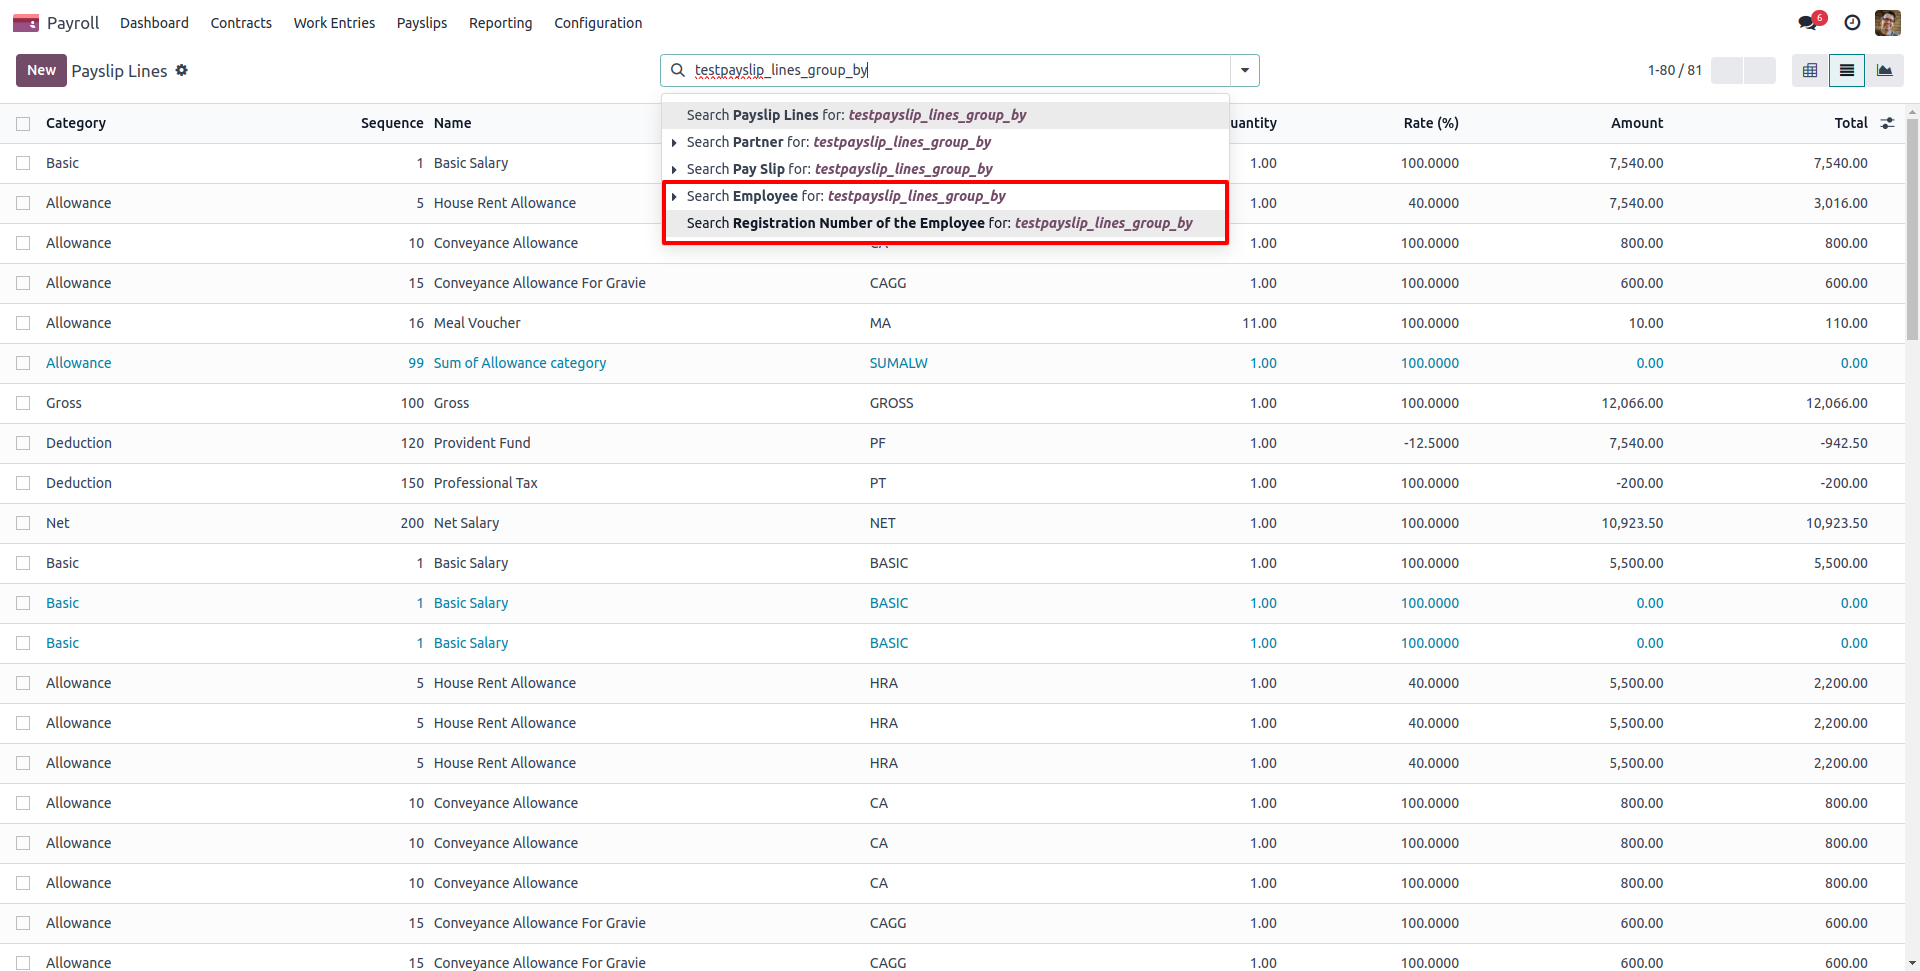 Payroll Dashboard Contracts Work Entries Payslips Reporting Configuration 6
New Payslip Lines testpayslip_lines_group_by 1-80 / 81
Search Payslip Lines for: testpayslip_lines_group_by
Search Partner for: testpayslip_lines_group_by
Search Pay Slip for: testpayslip_lines_group_by
Search Employee for: testpayslip_lines_group_by
Search Registration Number of the Employee for: testpayslip_lines_group_by
Category Sequence Name uantity Rate (%) Amount Total
Basic 1 Basic Salary 1.00 100.0000 7,540.00 7,540.00
Allowance 5 House Rent Allowance 1.00 40.0000 7,540.00 3,016.00
Allowance 10 Conveyance Allowance CA 1.00 100.0000 800.00 800.00
Allowance 15 Conveyance Allowance For Gravie CAGG 1.00 100.0000 600.00 600.00
Allowance 16 Meal Voucher MA 11.00 100.0000 10.00 110.00
Allowance 99 Sum of Allowance category SUMALW 1.00 100.0000 0.00 0.00
Gross 100 Gross GROSS 1.00 100.0000 12,066.00 12,066.00
Deduction 120 Provident Fund PF 1.00 -12.5000 7,540.00 -942.50
Deduction 150 Professional Tax PT 1.00 100.0000 -200.00 -200.00
Net 200 Net Salary NET 1.00 100.0000 10,923.50 10,923.50
Basic 1 Basic Salary BASIC 1.00 100.0000 5,500.00 5,500.00
Basic 1 Basic Salary BASIC 1.00 100.0000 0.00 0.00
Basic 1 Basic Salary BASIC 1.00 100.0000 0.00 0.00
Allowance 5 House Rent Allowance HRA 1.00 40.0000 5,500.00 2,200.00
Allowance 5 House Rent Allowance HRA 1.00 40.0000 5,500.00 2,200.00
Allowance 5 House Rent Allowance HRA 1.00 40.0000 5,500.00 2,200.00
Allowance 10 Conveyance Allowance CA 1.00 100.0000 800.00 800.00
Allowance 10 Conveyance Allowance CA 1.00 100.0000 800.00 800.00
Allowance 10 Conveyance Allowance CA 1.00 100.0000 800.00 800.00
Allowance 15 Conveyance Allowance For Gravie CAGG 1.00 100.0000 600.00 600.00
Allowance 15 Conveyance Allowance For Gravie CAGG 1.00 100.0000 600.00 600.00